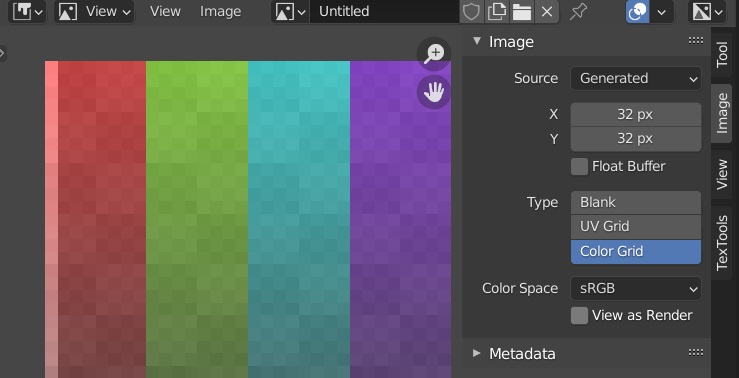 View View Image Untitled
Image
Source Generated
X 32 px
Y 32 px
Float Buffer
Type Blank
UV Grid
Color Grid
Color Space sRGB
View as Render
Metadata
Tool
Image
View
TexTools